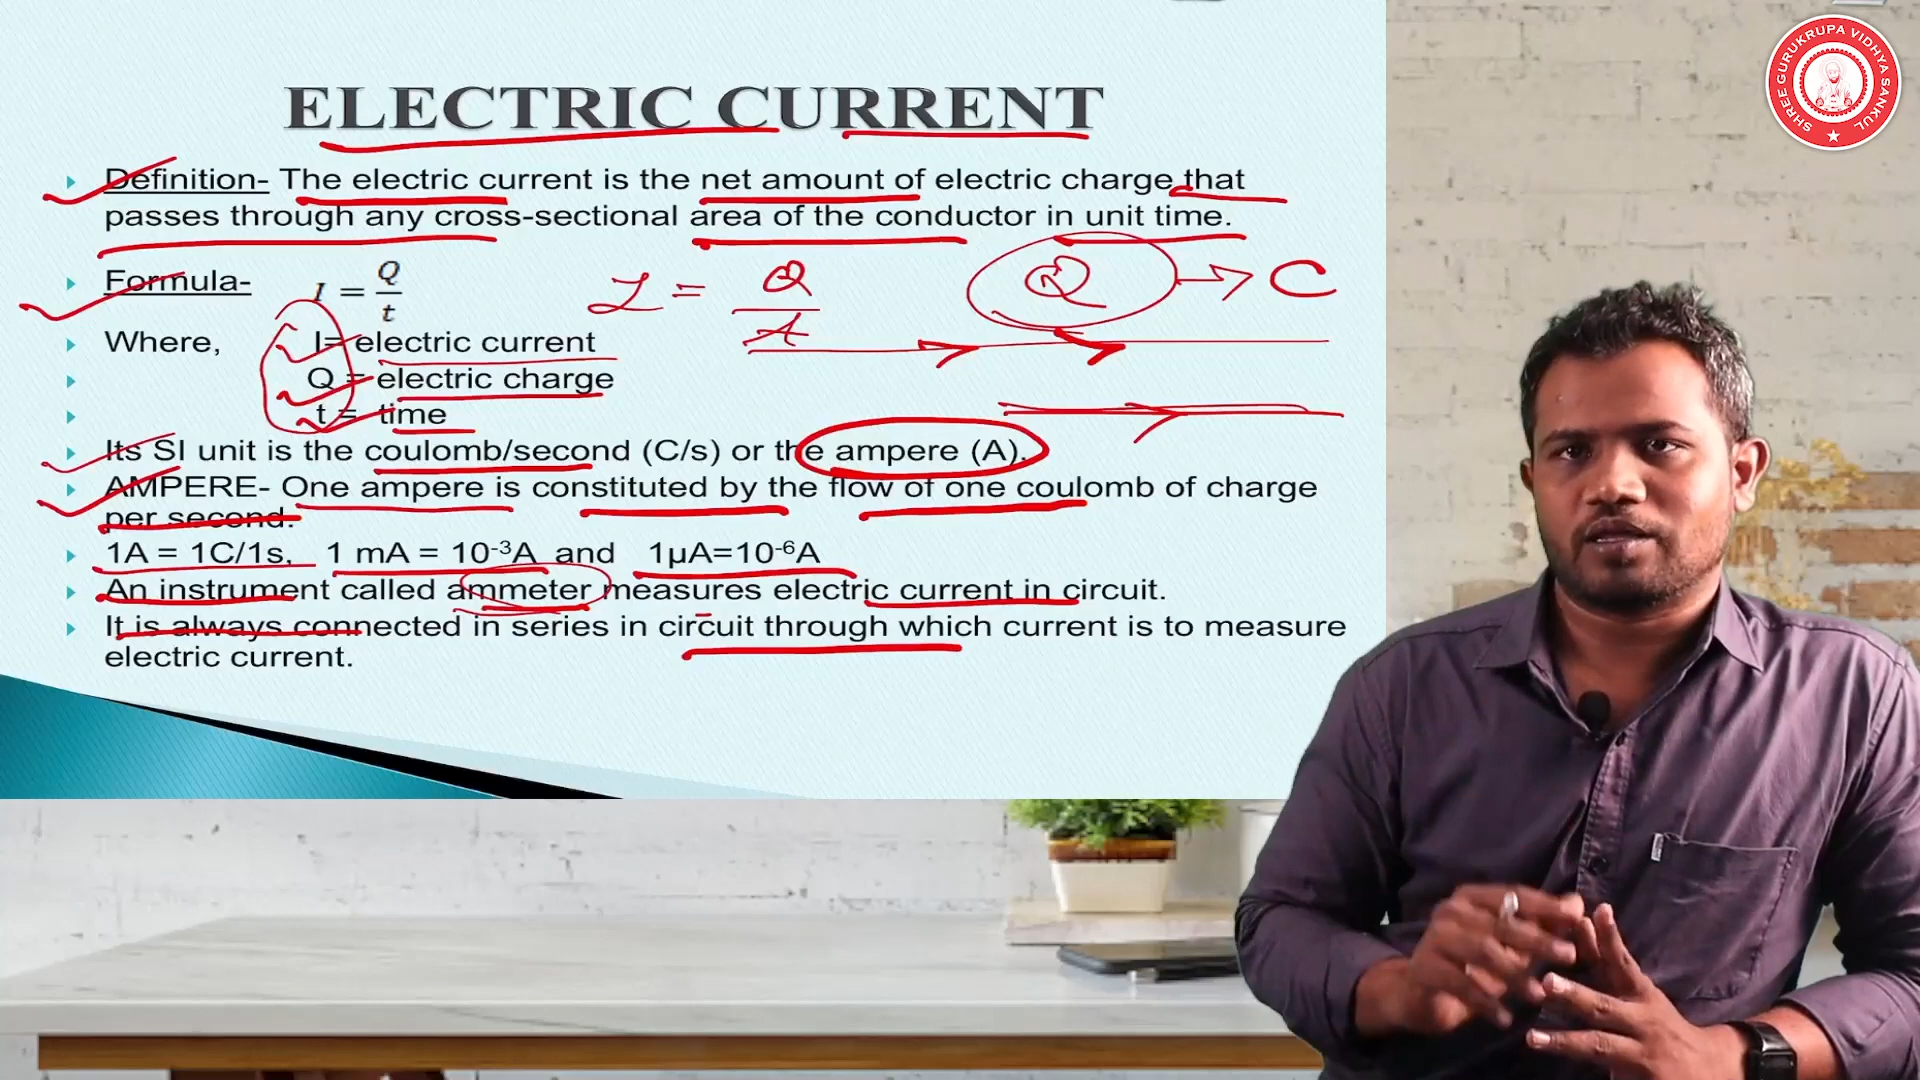 SHREE GURUKRUPA VIDHYA SANKUL
ELECTRIC CURRENT
Definition- The electric current is the net amount of electric charge that
passes through any cross-sectional area of the conductor in unit time.
Formula- I = Q/t
I = Q
Q → C
Where, I= electric current
Q = electric charge
t = time
Its SI unit is the coulomb/second (C/s) or the ampere (A).
AMPERE- One ampere is constituted by the flow of one coulomb of charge
per second.
1A = 1C/1s, 1 mA = 10⁻³A and 1µA=10⁻⁶A
An instrument called ammeter measures electric current in circuit.
It is always connected in series in circuit through which current is to measure
electric current.